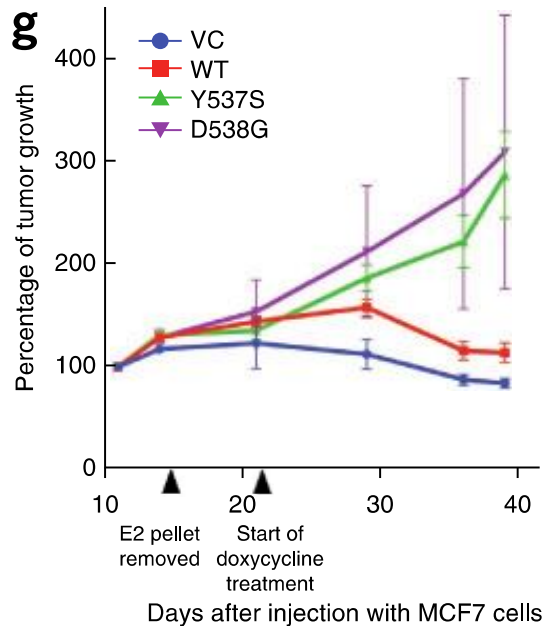 g
VC
WT
Y537S
D538G
Percentage of tumor growth
400
300
200
100
0
10
20
30
40
E2 pellet
removed
Start of
doxycycline
treatment
Days after injection with MCF7 cells